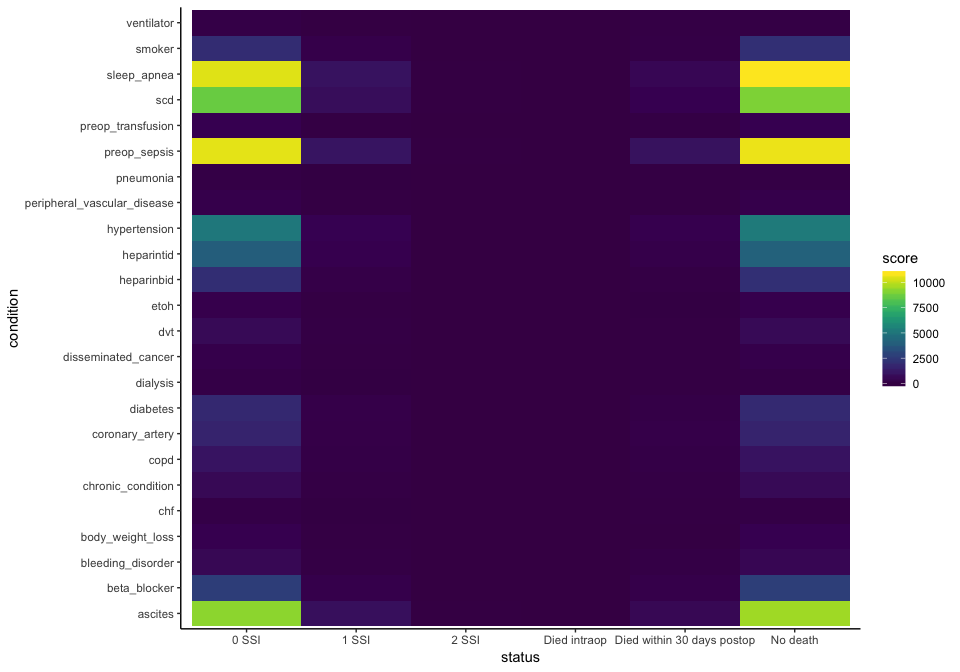 ventilator
smoker
sleep_apnea
scd
preop_transfusion
preop_sepsis
pneumonia
peripheral_vascular_disease
hypertension
heparintid
heparinbid
etoh
dvt
disseminated_cancer
dialysis
diabetes
coronary_artery
copd
chronic_condition
chf
body_weight_loss
bleeding_disorder
beta_blocker
ascites
condition
0 SSI 1 SSI 2 SSI Died intraop Died within 30 days postop No death
status
score
10000
7500
5000
2500
0